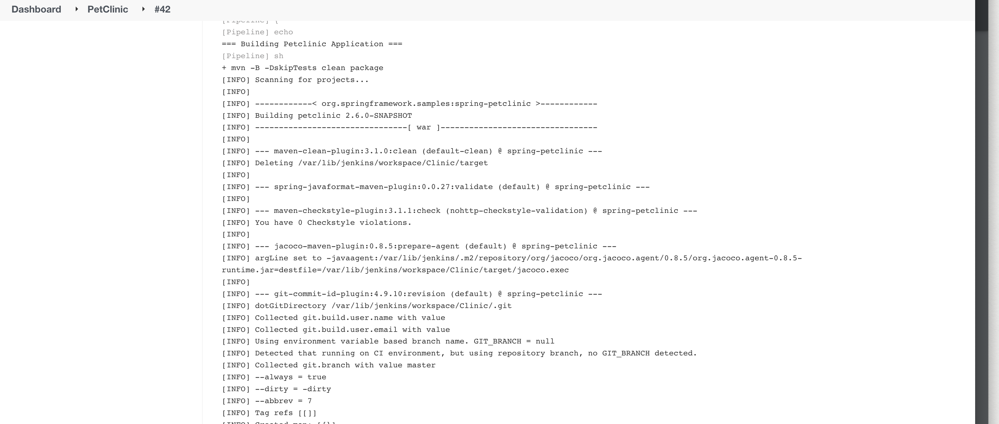 Dashboard PetClinic #42
[Pipeline] {
[Pipeline] echo
=== Building Petclinic Application ===
[Pipeline] sh
+ mvn -B -DskipTests clean package
[INFO] Scanning for projects...
[INFO]
[INFO] ------------< org.springframework.samples:spring-petclinic >------------
[INFO] Building petclinic 2.6.0-SNAPSHOT
[INFO] --------------------------------[ war ]---------------------------------
[INFO]
[INFO] --- maven-clean-plugin:3.1.0:clean (default-clean) @ spring-petclinic ---
[INFO] Deleting /var/lib/jenkins/workspace/Clinic/target
[INFO]
[INFO] --- spring-javaformat-maven-plugin:0.0.27:validate (default) @ spring-petclinic ---
[INFO]
[INFO] --- maven-checkstyle-plugin:3.1.1:check (nohttp-checkstyle-validation) @ spring-petclinic ---
[INFO] You have 0 Checkstyle violations.
[INFO]
[INFO] --- jacoco-maven-plugin:0.8.5:prepare-agent (default) @ spring-petclinic ---
[INFO] argLine set to -javaagent:/var/lib/jenkins/.m2/repository/org/jacoco/org.jacoco.agent/0.8.5/org.jacoco.agent-0.8.5-
runtime.jar=destfile=/var/lib/jenkins/workspace/Clinic/target/jacoco.exec
[INFO]
[INFO] --- git-commit-id-plugin:4.9.10:revision (default) @ spring-petclinic ---
[INFO] dotGitDirectory /var/lib/jenkins/workspace/Clinic/.git
[INFO] Collected git.build.user.name with value
[INFO] Collected git.build.user.email with value
[INFO] Using environment variable based branch name. GIT_BRANCH = null
[INFO] Detected that running on CI environment, but using repository branch, no GIT_BRANCH detected.
[INFO] Collected git.branch with value master
[INFO] --always = true
[INFO] --dirty = -dirty
[INFO] --abbrev = 7
[INFO] Tag refs [[]]
[INFO] Created map: [{}]